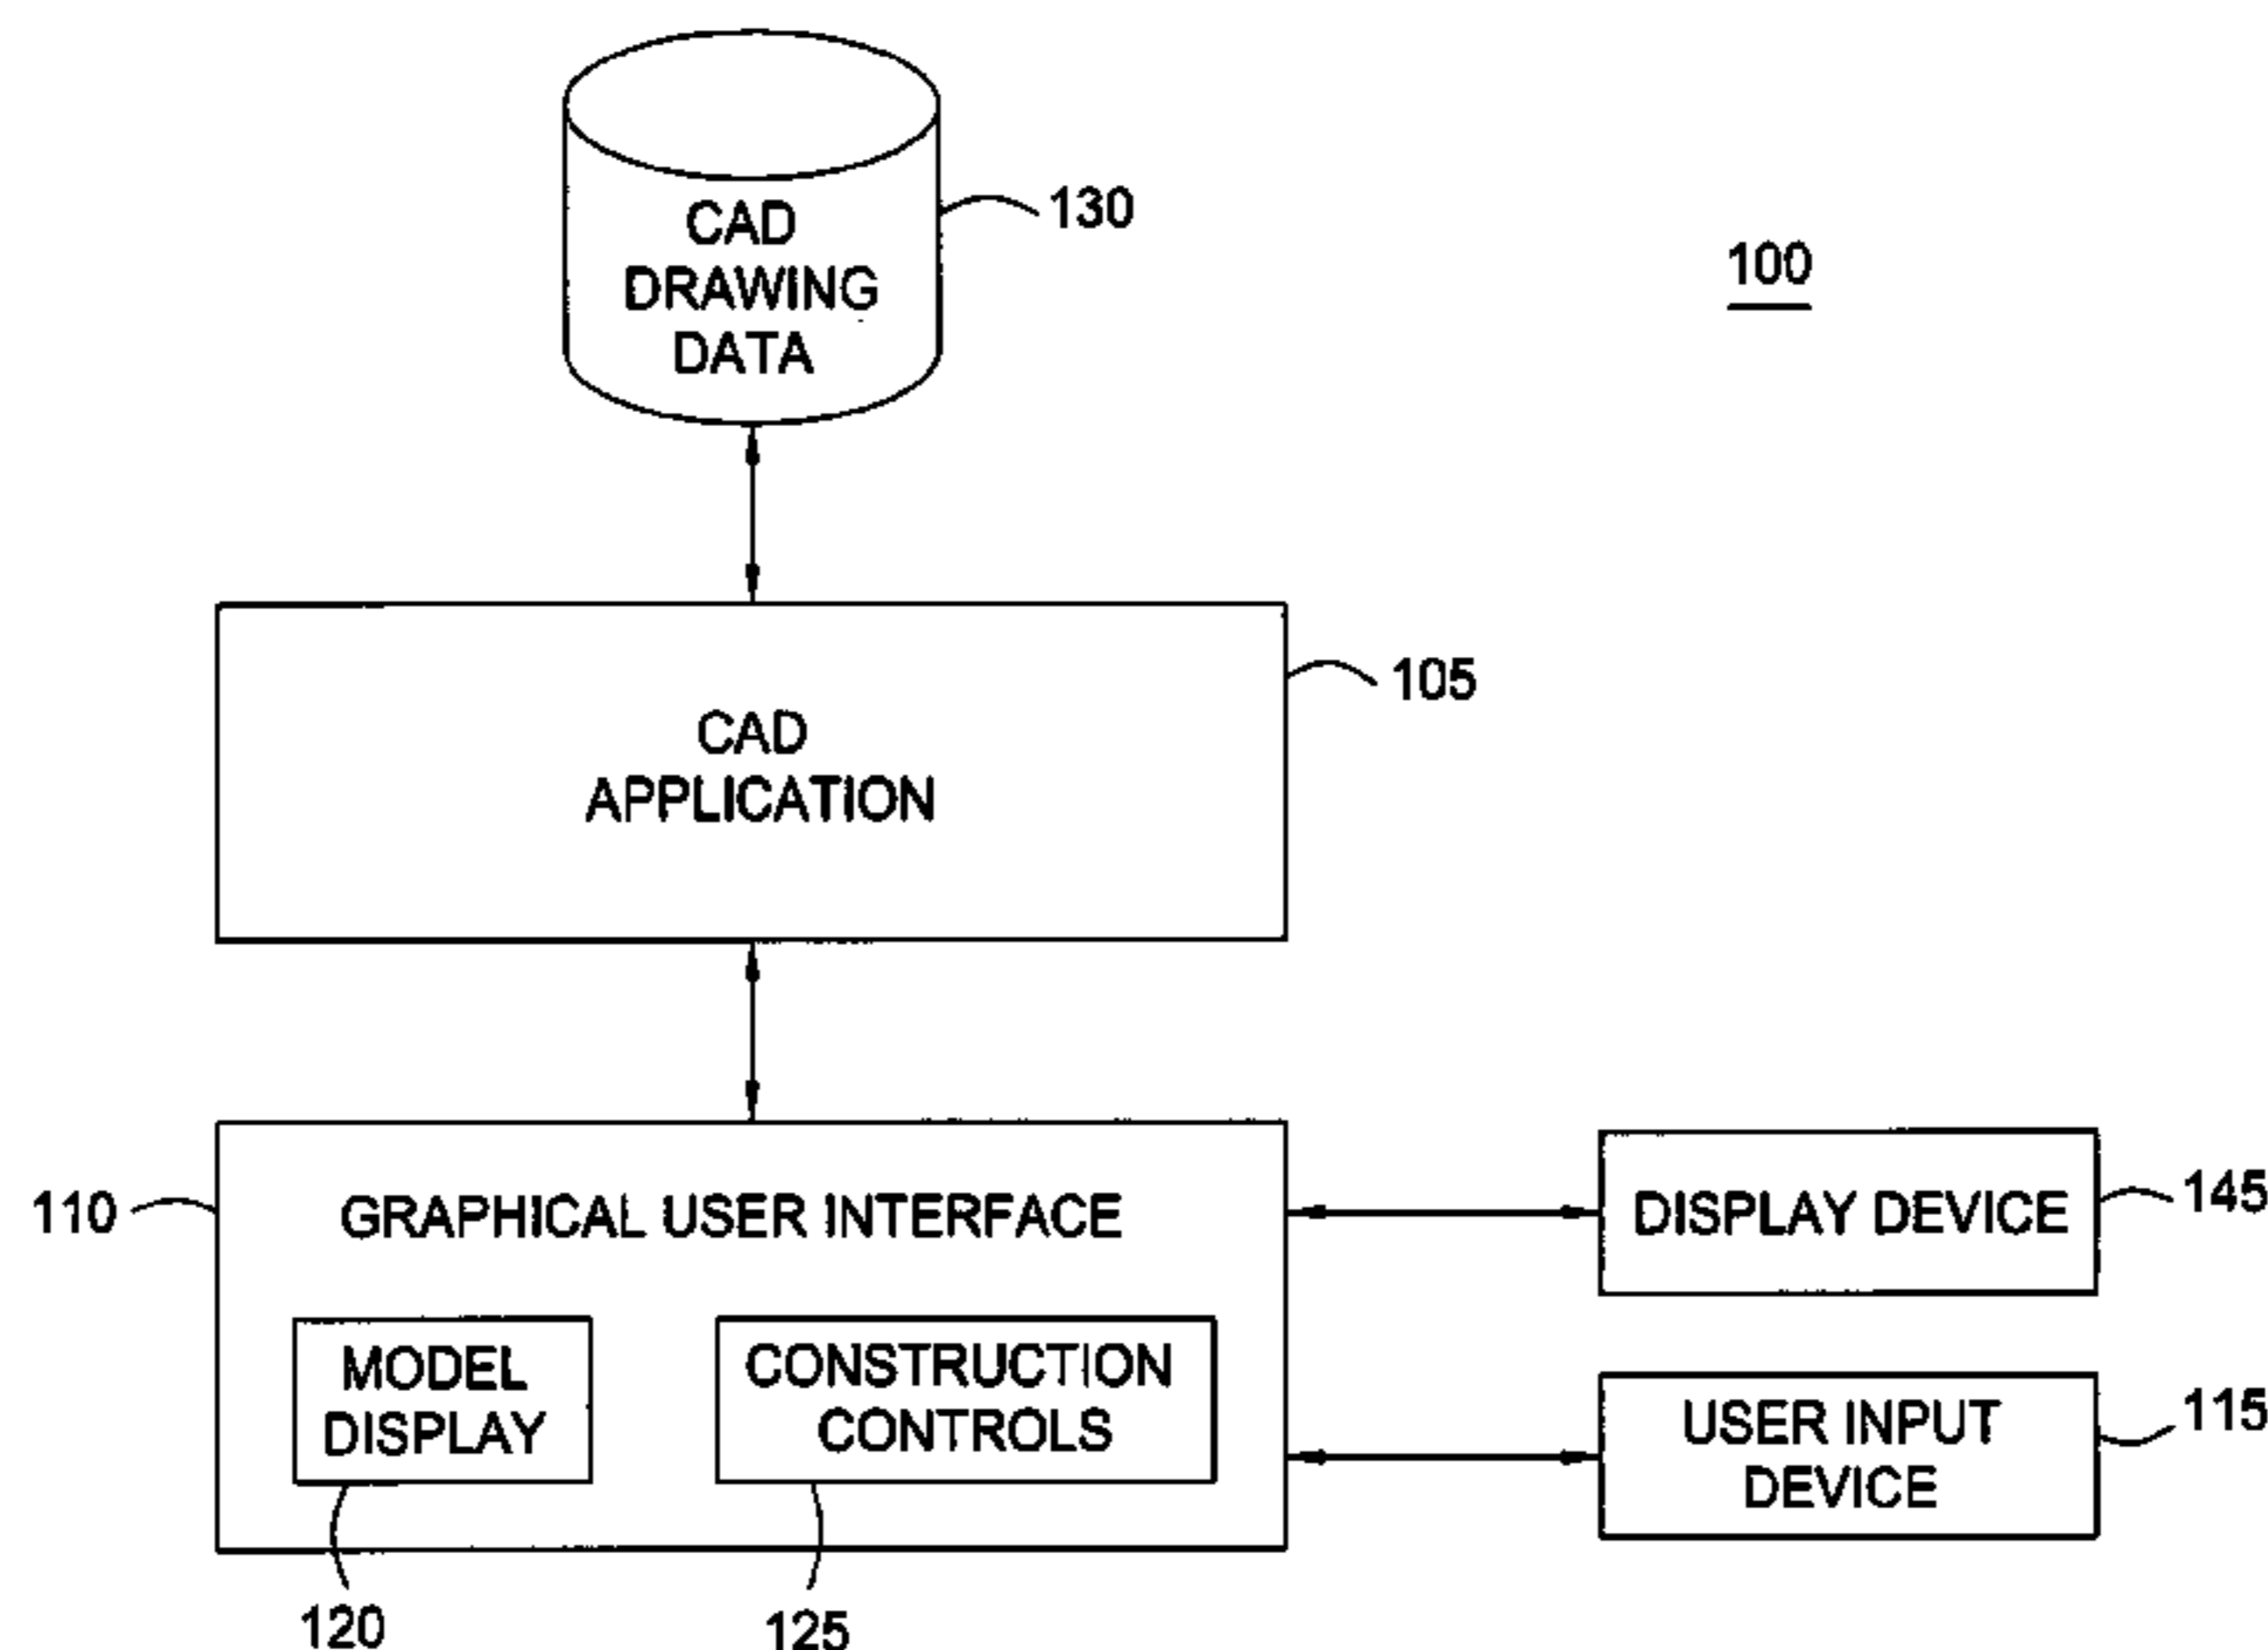 CAD
DRAWING
DATA
130
100
CAD
APPLICATION
105
110
GRAPHICAL USER INTERFACE
DISPLAY DEVICE
145
MODEL
DISPLAY
CONSTRUCTION
CONTROLS
USER INPUT
DEVICE
115
120
125